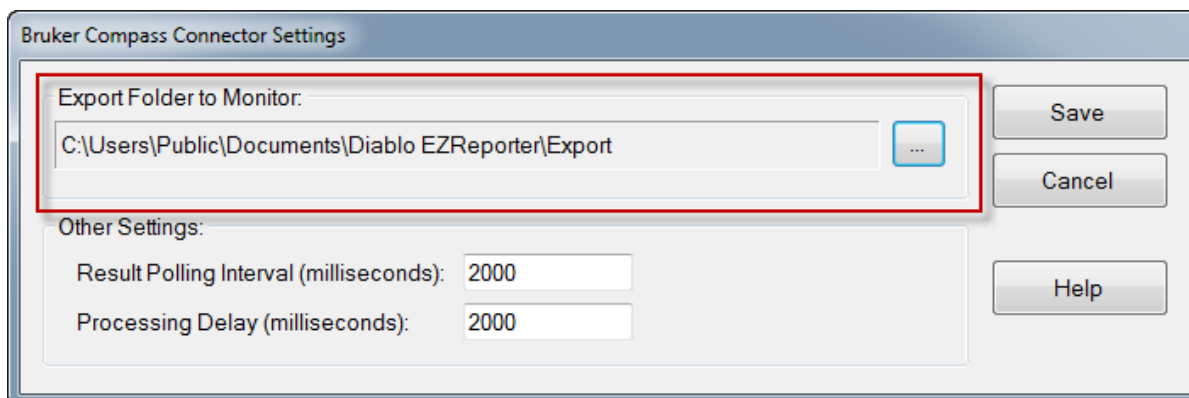 Bruker Compass Connector Settings
Export Folder to Monitor:
C:\Users\Public\Documents\Diablo EZReporter\Export
...
Save
Cancel
Other Settings:
Result Polling Interval (milliseconds): 2000
Processing Delay (milliseconds): 2000
Help